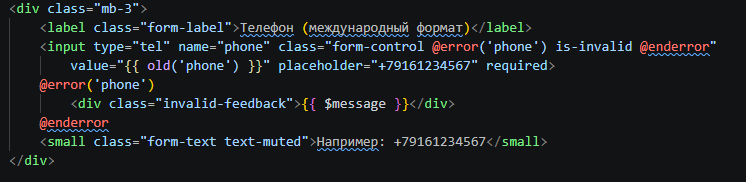 <div class="mb-3">
<label class="form-label">Телефон (международный формат)</label>
<input type="tel" name="phone" class="form-control @error('phone') is-invalid @enderror"
value="{{ old('phone') }}" placeholder="+79161234567" required>
@error('phone')
<div class="invalid-feedback">{{ $message }}</div>
@enderror
<small class="form-text text-muted">Например: +79161234567</small>
</div>